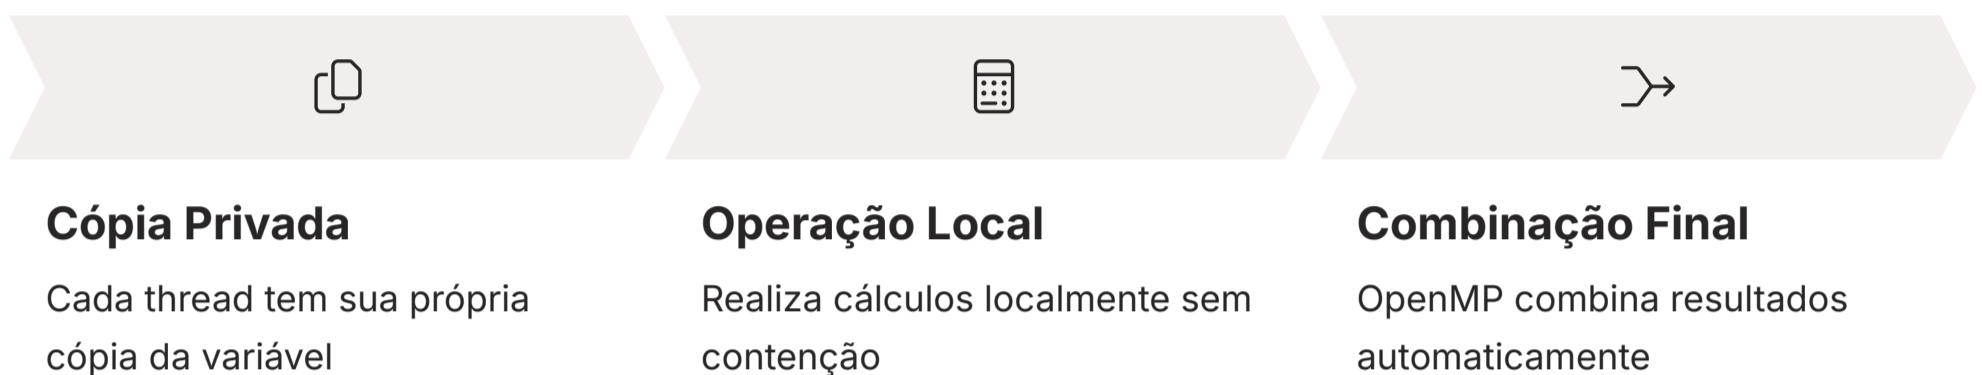 Cópia Privada
Cada thread tem sua própria
cópia da variável
Operação Local
Realiza cálculos localmente sem
contenção
Combinação Final
OpenMP combina resultados
automaticamente